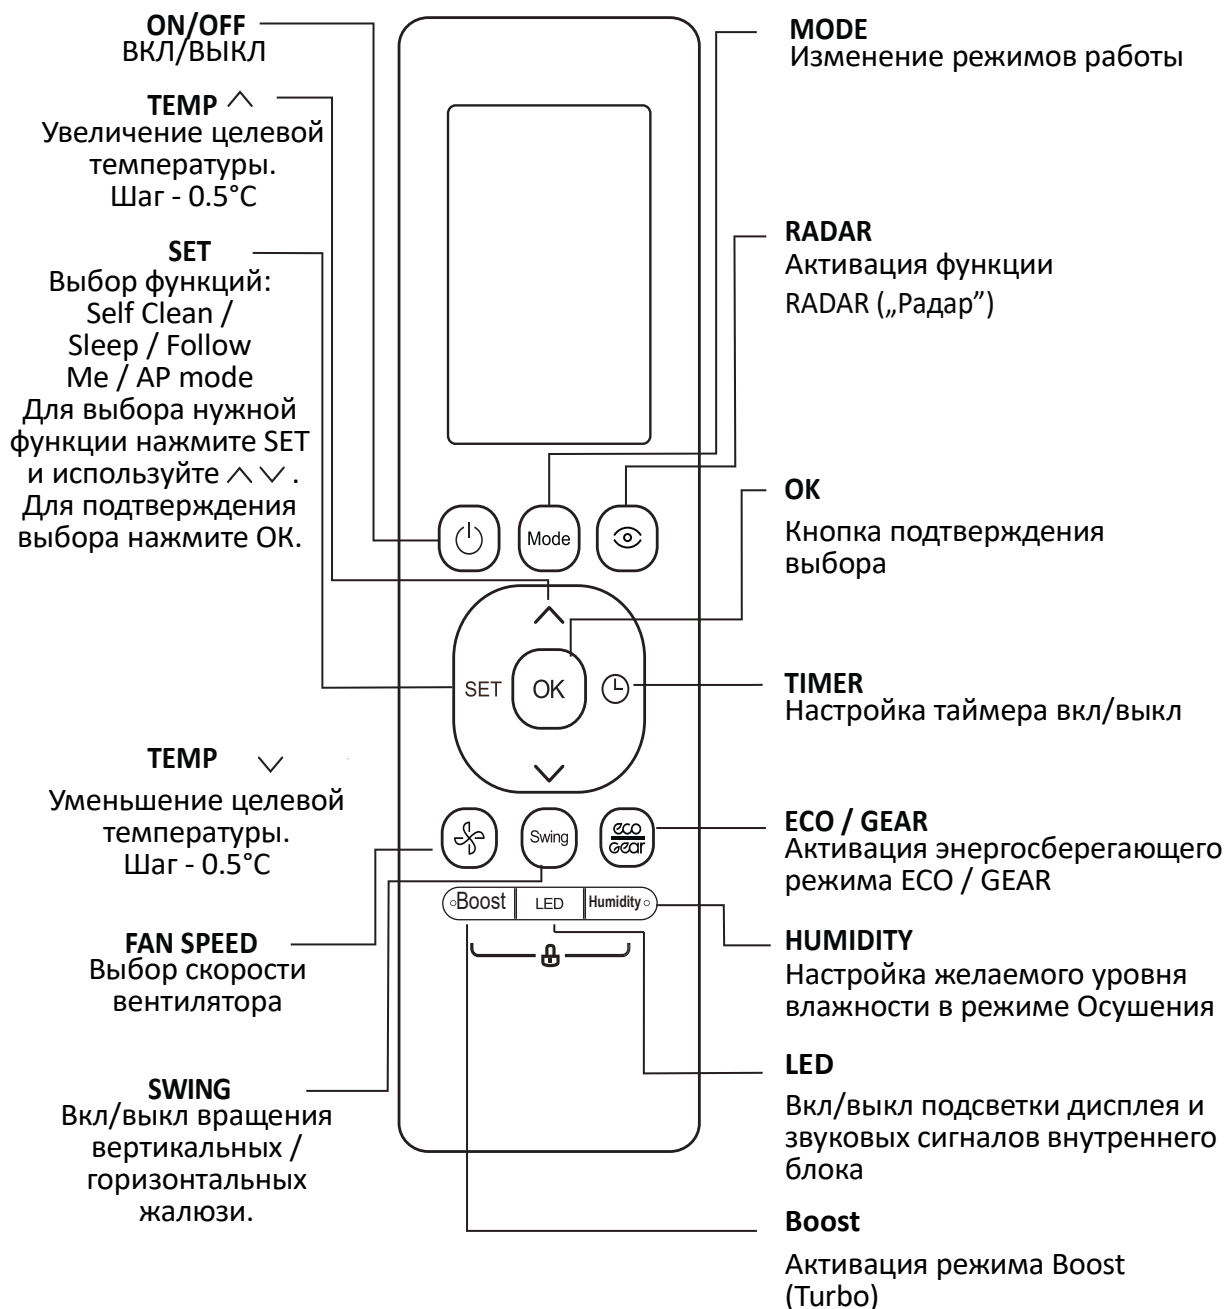 ON/OFF
ВКЛ/ВЫКЛ
TEMP
Увеличение целевой
температуры.
Шаг - 0.5°C
SET
Выбор функций:
Self Clean /
Sleep / Follow
Me / AP mode
Для выбора нужной
функции нажмите SET
и используйте
.
Для подтверждения
выбора нажмите ОК.
TEMP
Уменьшение целевой
температуры.
Шаг - 0.5°C
FAN SPEED
Выбор скорости
вентилятора
SWING
Вкл/выкл вращения
вертикальных /
горизонтальных
жалюзи.
Mode
SET
OK
Swing
eco
Gear
Boost
LED
Humidity
MODE
Изменение режимов работы
RADAR
Активация функции
RADAR („Радар”)
OK
Кнопка подтверждения
выбора
TIMER
Настройка таймера вкл/выкл
ECO / GEAR
Активация энергосберегающего
режима ECO / GEAR
HUMIDITY
Настройка желаемого уровня
влажности в режиме Осушения
LED
Вкл/выкл подсветки дисплея и
звуковых сигналов внутреннего
блока
Boost
Активация режима Boost
(Turbo)